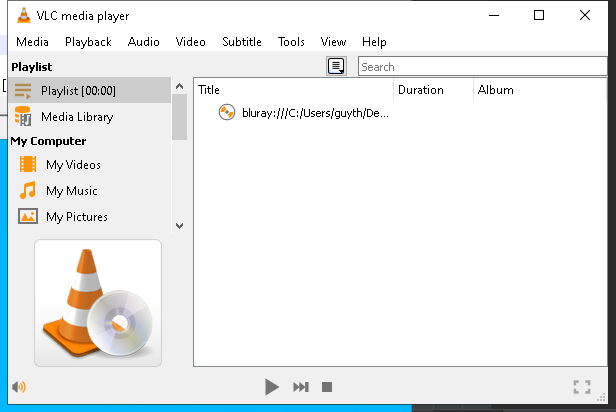 VLC media player
Media Playback Audio Video Subtitle Tools View Help
Playlist
Search
Playlist [00:00]
Media Library
My Computer
My Videos
My Music
My Pictures
Title Duration Album
bluray:///C:/Users/guyth/De...